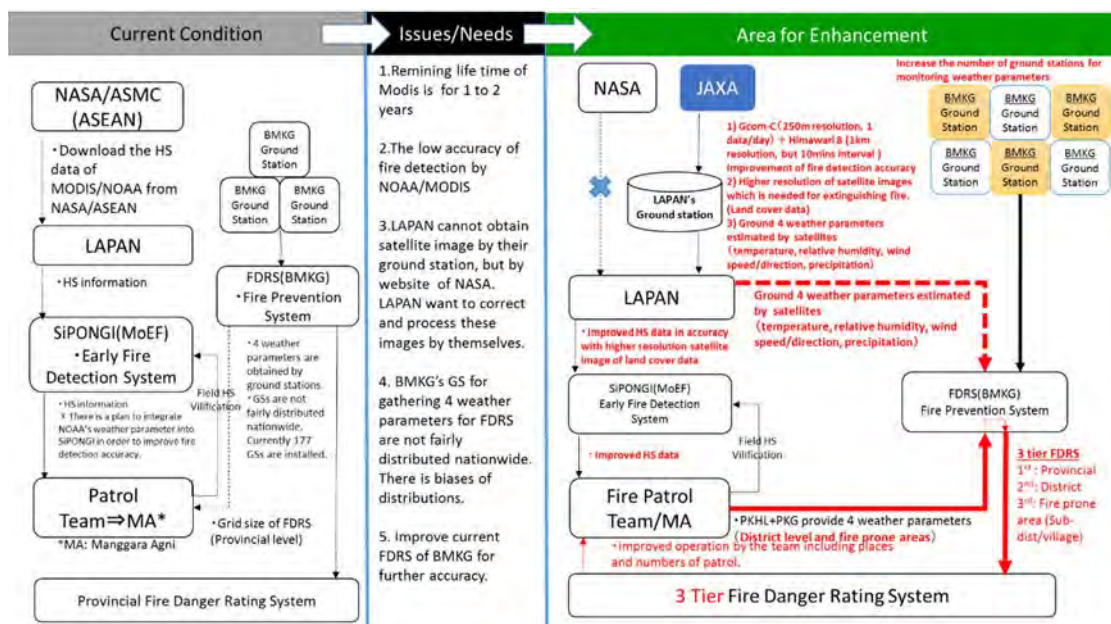 Current Condition
Issues/Needs
Area for Enhancement
NASA/ASMC
(ASEAN)
・Download the HS
data of
MODIS/NOAA from
NASA/ASEAN
BMKG
Ground
Station
BMKG
Ground
Station
BMKG
Ground
Station
LAPAN
・HS information
FDRS(BMKG)
・Fire Prevention
System
SiPONGI(MoEF)
・Early Fire
Detection System
・4 weather
parameters are
obtained by
ground stations.
・GSs are not
fairly distributed
nationwide.
Currently 177
GSs are installed.
Field HS
Vilification
・HS information
X There is a plan to integrate
NOAA's weather parameter into
SiPONGI in order to improve fire
detection accuracy.
Patrol
Team⇒MA*
*MA: Manggara Agni
・Grid size of FDRS
(Provincial level)
Provincial Fire Danger Rating System
1.Remining life time of
Modis is for 1 to 2
years
2.The low accuracy of
fire detection by
NOAA/MODIS
3.LAPAN cannot obtain
satellite image by their
ground station, but by
website of NASA.
LAPAN want to correct
and process these
images by themselves.
4. BMKG's GS for
gathering 4 weather
parameters for FDRS
are not fairly
distributed nationwide.
There is biases of
distributions.
5. Improve current
FDRS of BMKG for
further accuracy.
NASA
JAXA
Increase the number of ground stations for
monitoring weather parameters
BMKG
Ground
Station
BMKG
Ground
Station
BMKG
Ground
Station
BMKG
Ground
Station
BMKG
Ground
Station
BMKG
Ground
Station
1) Gcom-C（250m resolution, 1
data/day）＋ Himawari 8 (1km
resolution, but 10mins interval )
Improvement of fire detection accuracy
2) Higher resolution of satellite images
which is needed for extinguishing fire.
(Land cover data)
3) Ground 4 weather parameters
estimated by satellites
（temperature, relative humidity, wind
speed/direction, precipitation）
LAPAN's
Ground station
LAPAN
Ground 4 weather parameters estimated
by satellites
（temperature, relative humidity, wind
speed/direction, precipitation）
・Improved HS data in accuracy
with higher resolution satellite
image of land cover data
SiPONGI(MoEF)
Early Fire Detection
System
FDRS(BMKG)
Fire Prevention System
Field HS
Vilification
・Improved HS data
Fire Patrol
Team/MA
3 tier FDRS
1st : Provincial
2nd: District
3rd: Fire prone
area (Sub-
dist/village)
・PKHL+PKG provide 4 weather parameters
(District level and fire prone areas)
・Improved operation by the team including places
and numbers of patrol.
3 Tier Fire Danger Rating System